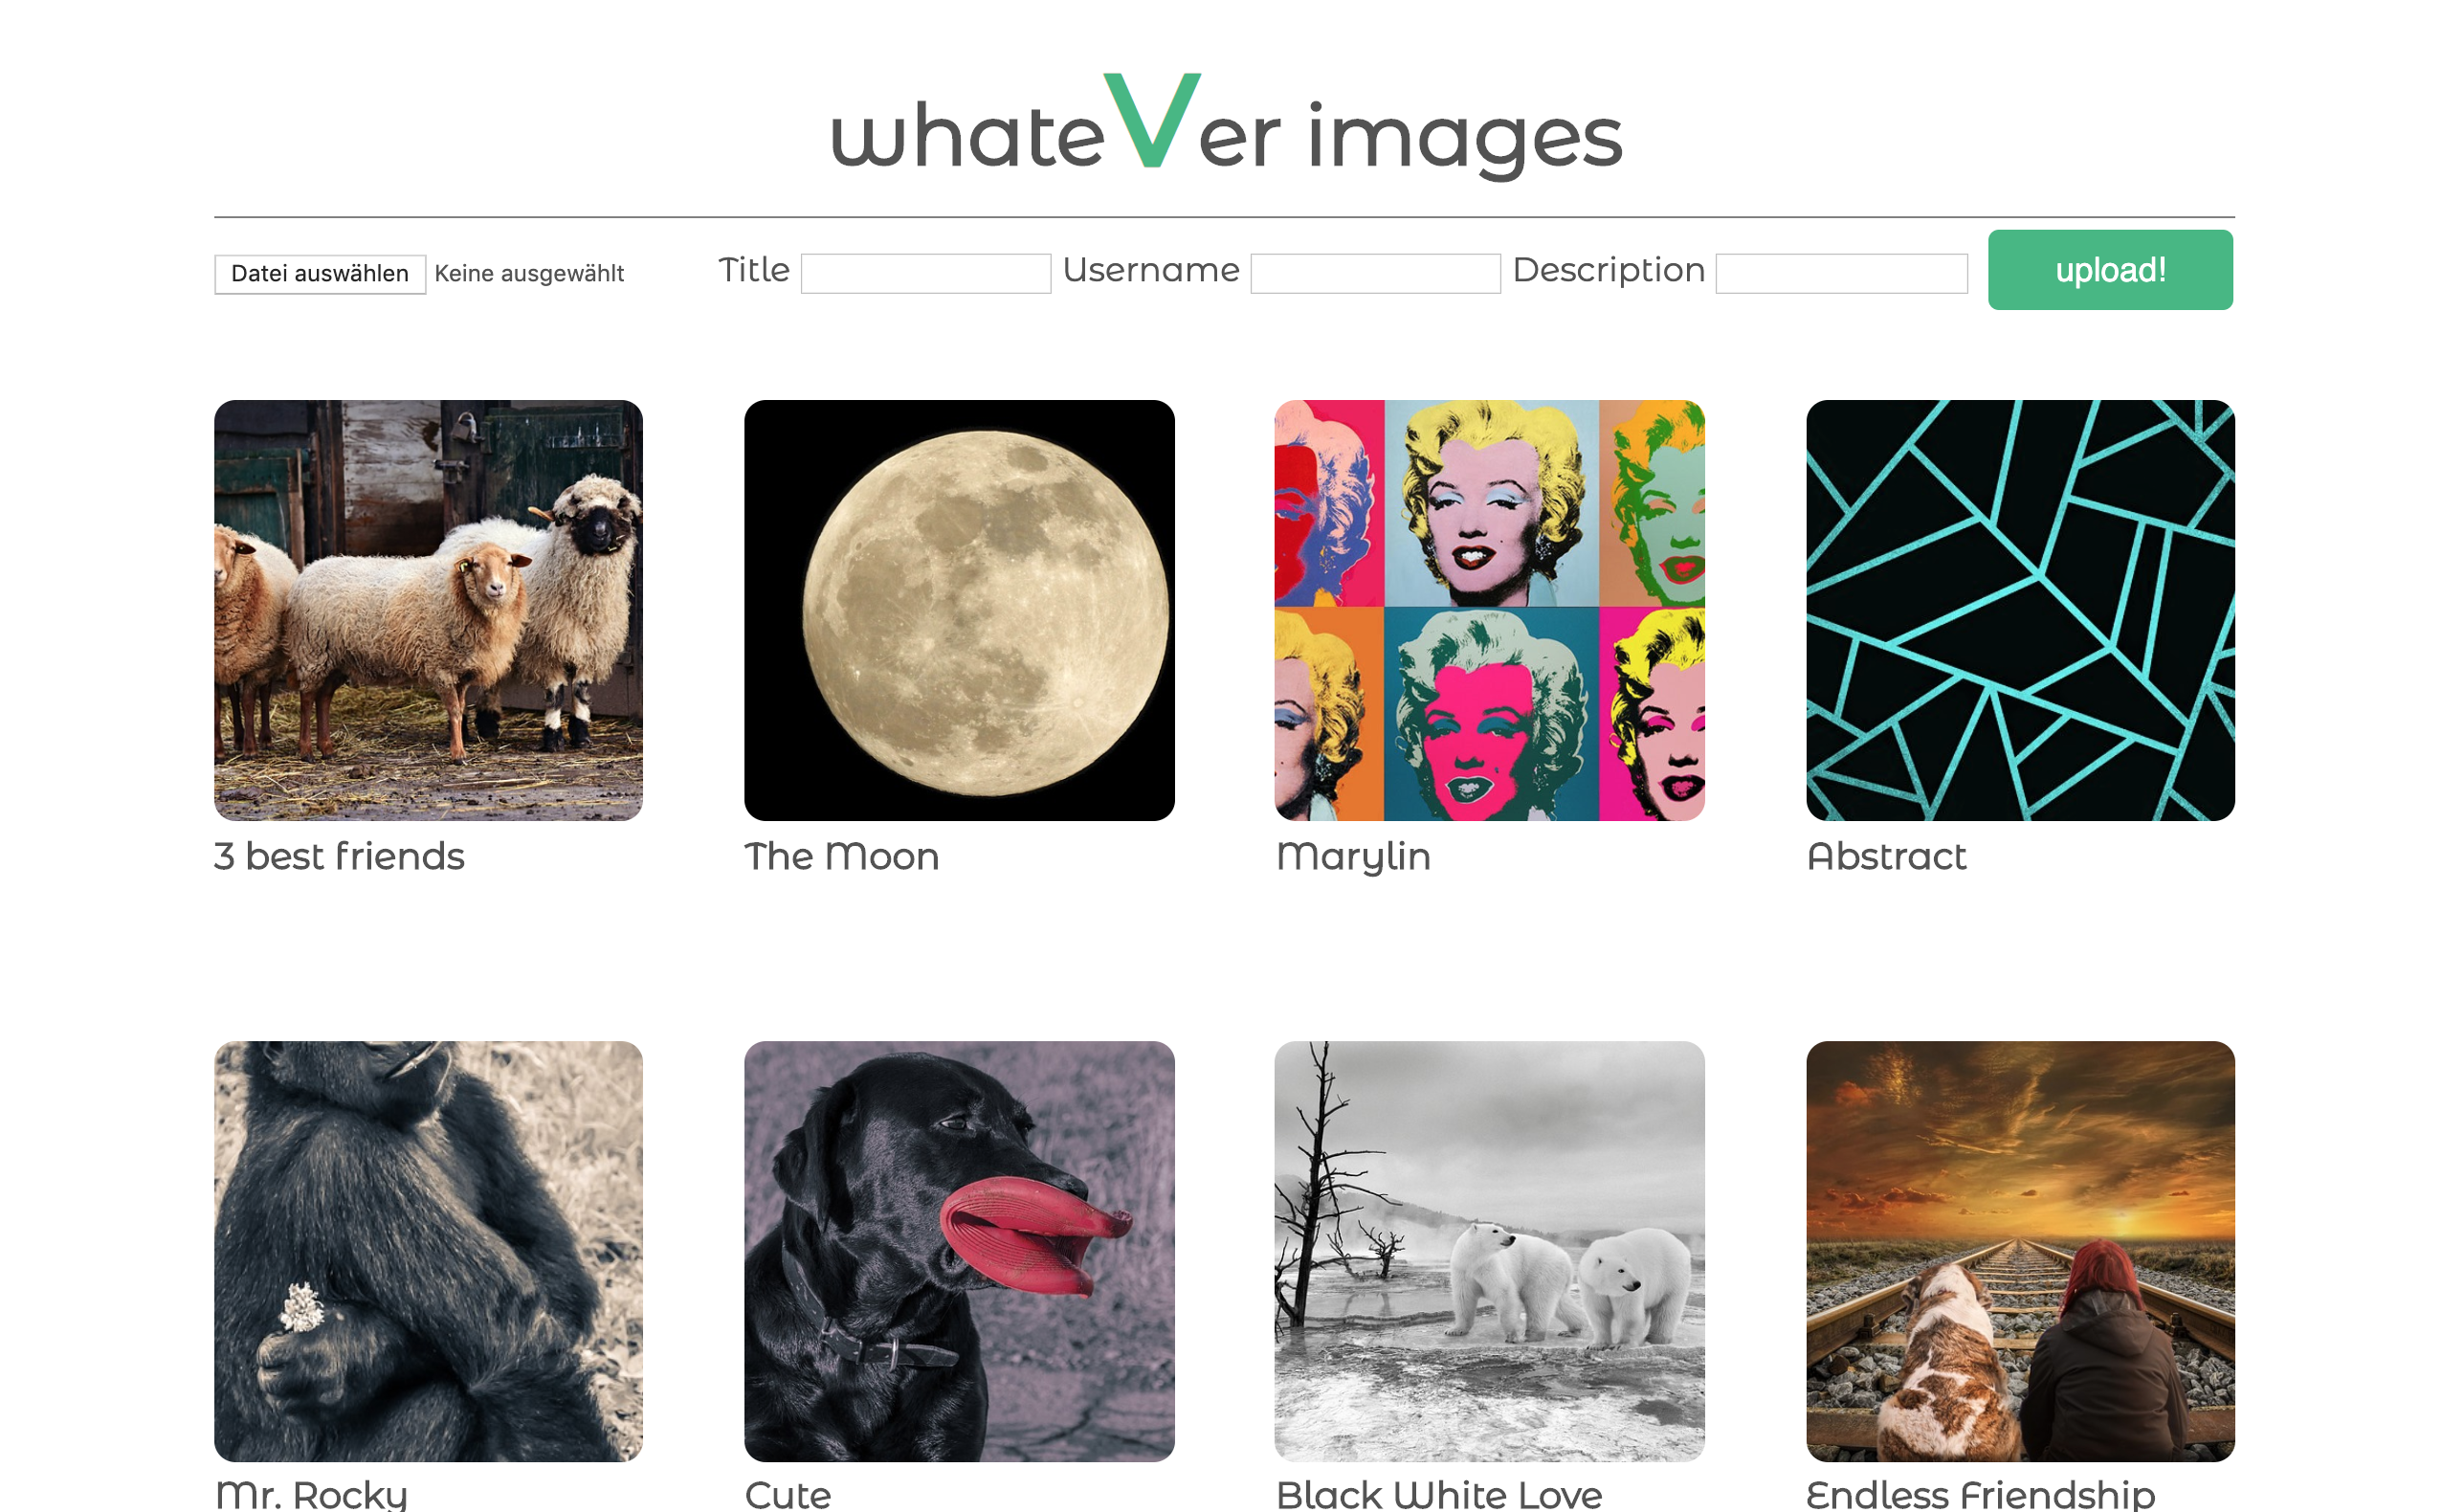 whateVer images
Datei auswählen Keine ausgewählt Title Username Description upload!
3 best friends
The Moon
Marylin
Abstract
Mr. Rocky
Cute
Black White Love
Endless Friendship